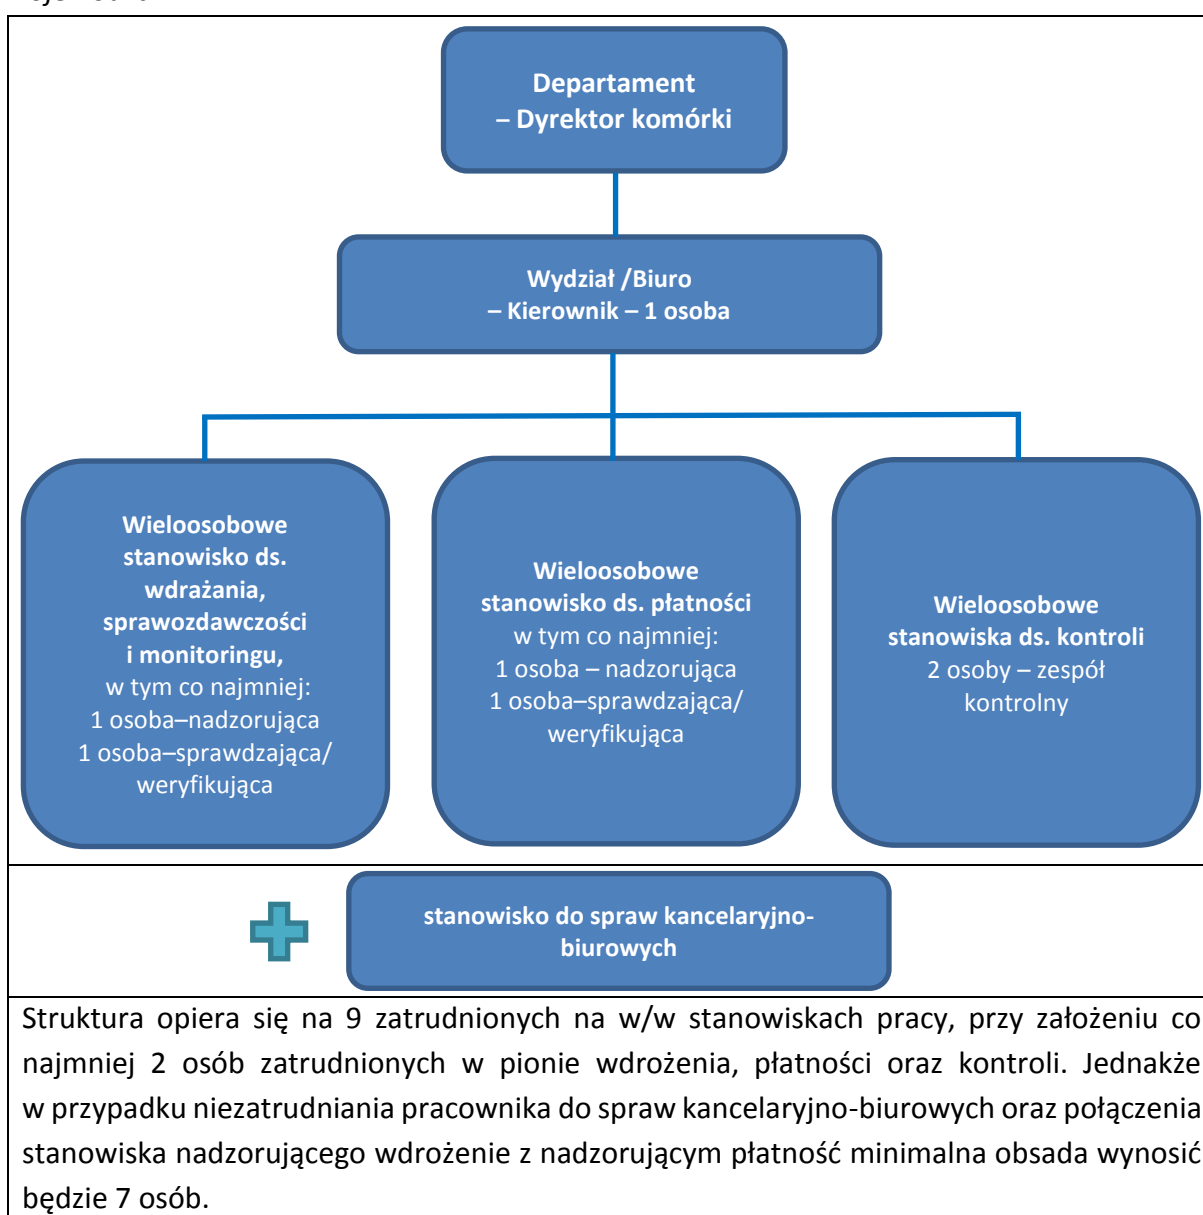 Departament
– Dyrektor komórki
Wydział /Biuro
– Kierownik – 1 osoba
Wieloosobowe
stanowisko ds.
wdrażania,
sprawozdawczości
i monitoringu,
w tym co najmniej:
1 osoba–nadzorująca
1 osoba–sprawdzająca/
weryfikująca
Wieloosobowe
stanowisko ds. płatności
w tym co najmniej:
1 osoba – nadzorująca
1 osoba–sprawdzająca/
weryfikująca
Wieloosobowe
stanowiska ds. kontroli
2 osoby – zespół
kontrolny
stanowisko do spraw kancelaryjno-
biurowych
Struktura opiera się na 9 zatrudnionych na w/w stanowiskach pracy, przy założeniu co
najmniej 2 osób zatrudnionych w pionie wdrożenia, płatności oraz kontroli. Jednakże
w przypadku niezatrudniania pracownika do spraw kancelaryjno-biurowych oraz połączenia
stanowiska nadzorującego wdrożenie z nadzorującym płatność minimalna obsada wynosić
będzie 7 osób.